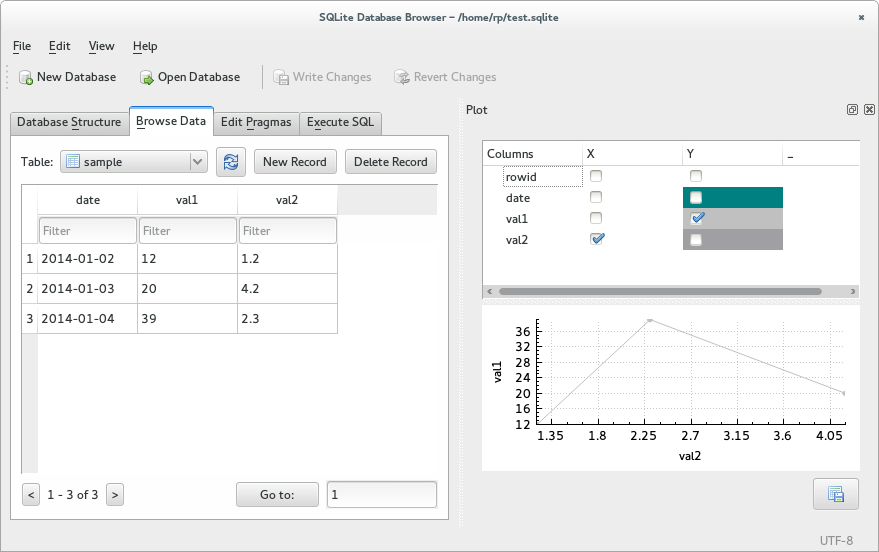 SQLite Database Browser – /home/rp/test.sqlite
File Edit View Help
New Database Open Database Write Changes Revert Changes
Database Structure Browse Data Edit Pragmas Execute SQL
Table: sample New Record Delete Record
date val1 val2
Filter Filter Filter
1 2014-01-02 12 1.2
2 2014-01-03 20 4.2
3 2014-01-04 39 2.3
< 1 - 3 of 3 > Go to: 1
Plot
Columns X Y _
rowid
date
val1
val2
36
32
28
24
20
16
12
val1
1.35 1.8 2.25 2.7 3.15 3.6 4.05
val2
UTF-8